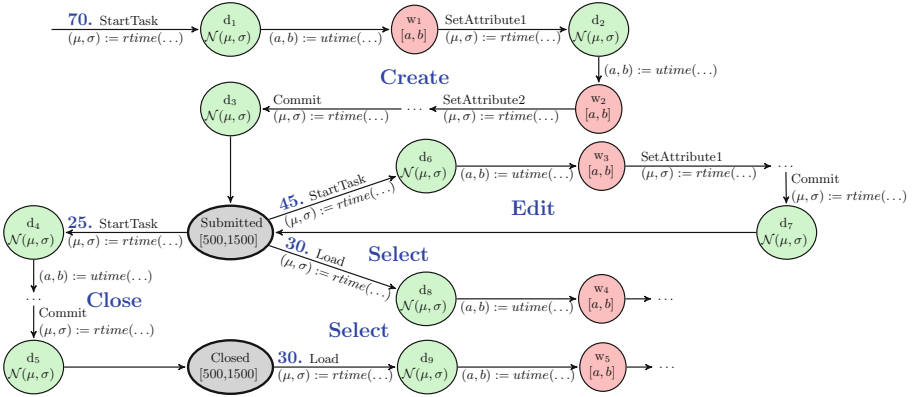 70. StartTask
(μ, σ) := rtime(...)
d₁
N(μ, σ)
(a, b) := utime(...)
w₁
[a, b]
SetAttribute1
(μ, σ) := rtime(...)
d₂
N(μ, σ)
(a, b) := utime(...)
Create
d₃
N(μ, σ)
Commit
(μ, σ) := rtime(...)
...
SetAttribute2
(μ, σ) := rtime(...)
w₂
[a, b]
d₆
N(μ, σ)
(a, b) := utime(...)
w₃
[a, b]
SetAttribute1
(μ, σ) := rtime(...)
...
Commit
(μ, σ) := rtime(...)
45. StartTask
(μ, σ) := rtime(...)
Edit
d₄
N(μ, σ)
25. StartTask
(μ, σ) := rtime(...)
Submitted
[500,1500]
d₇
N(μ, σ)
30. Load
(μ, σ) := rtime(...)
Select
(a, b) := utime(...)
...
Close
d₈
N(μ, σ)
(a, b) := utime(...)
w₄
[a, b]
...
Commit
(μ, σ) := rtime(...)
Select
d₅
N(μ, σ)
Closed
[500,1500]
30. Load
(μ, σ) := rtime(...)
d₉
N(μ, σ)
(a, b) := utime(...)
w₅
[a, b]
...